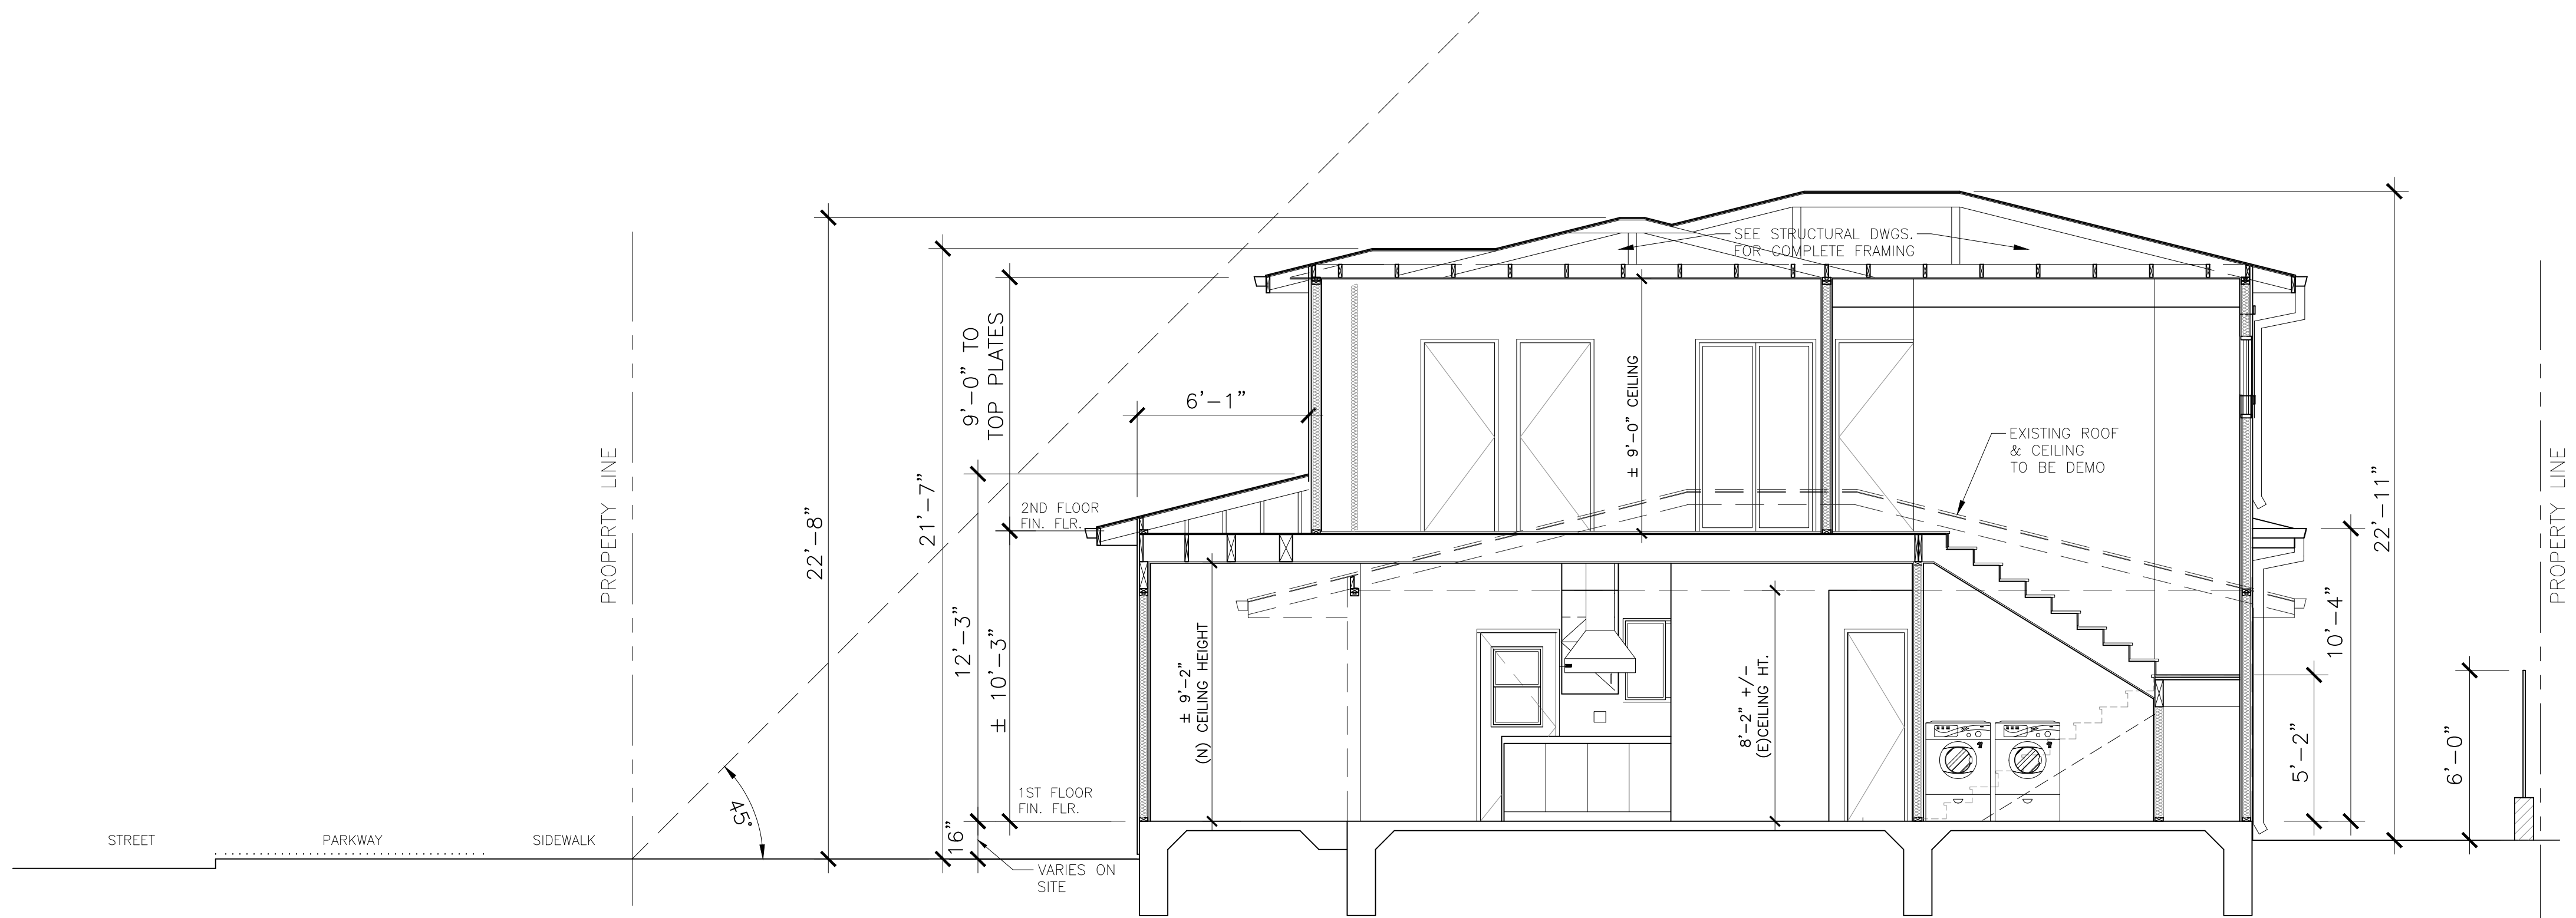 SEE STRUCTURAL DWGS.
FOR COMPLETE FRAMING
9'-0" TO
TOP PLATES
6'-1"
± 9'-0" CEILING
EXISTING ROOF
& CEILING
TO BE DEMO
22'-8"
21'-7"
12'-3"
± 10'-3"
16"
2ND FLOOR
FIN. FLR.
1ST FLOOR
FIN. FLR.
VARIES ON
SITE
PROPERTY LINE
45°
STREET
PARKWAY
SIDEWALK
± 9'-2"
(N) CEILING HEIGHT
8'-2" +/-
(E)CEILING HT.
22'-11"
10'-4"
5'-2"
6'-0"
PROPERTY LINE